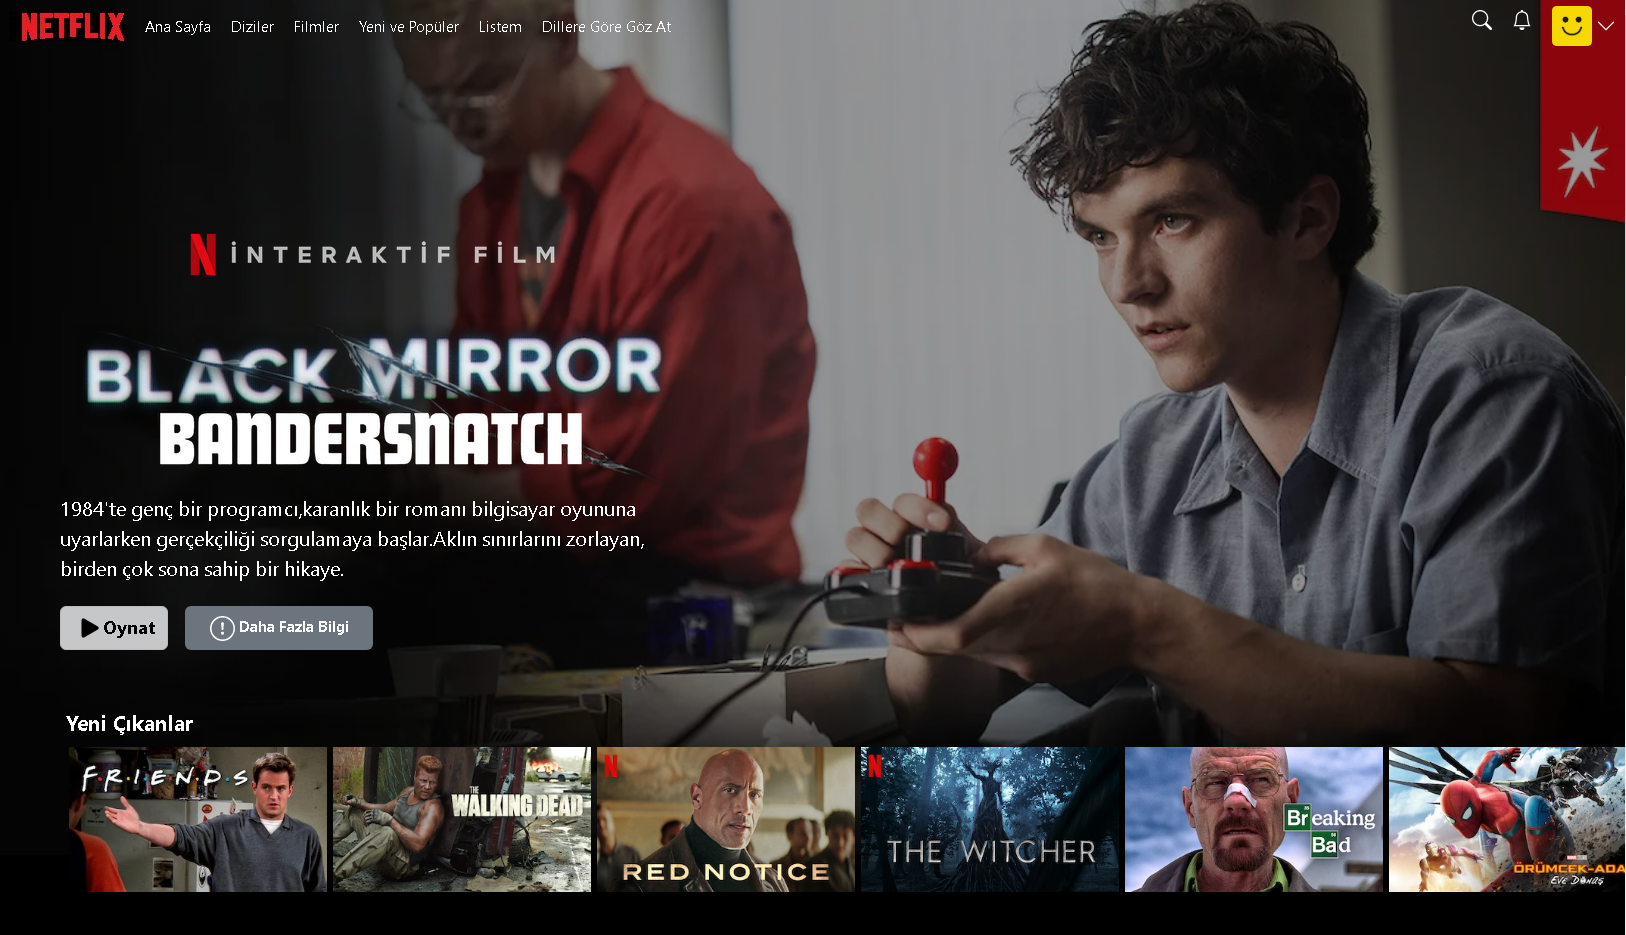 NETFLIX Ana Sayfa Diziler Filmler Yeni ve Popüler Listem Dillere Göre Göz At
N İNTERAKTİF FİLM
BLACK MIRROR
BANDERSNATCH
1984'te genç bir programcı,karanlık bir romanı bilgisayar oyununa
uyarlarken gerçekçiliği sorgulamaya başlar.Aklın sınırlarını zorlayan,
birden çok sona sahip bir hikaye.
Oynat
Daha Fazla Bilgi
Yeni Çıkanlar
FRIENDS
THE
WALKING DEAD
N
RED NOTICE
N
THE WITCHER
Breaking
Bad
ÖRÜMCEK-ADA
EVE DÖNÜŞ